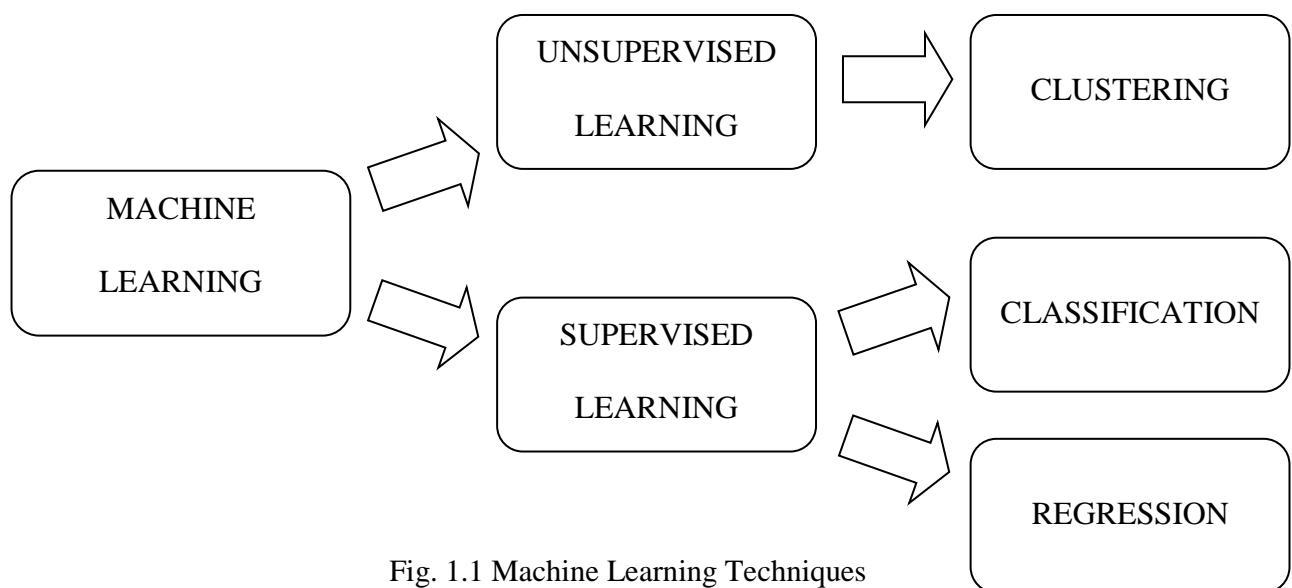 UNSUPERVISED
LEARNING
CLUSTERING
MACHINE
LEARNING
SUPERVISED
LEARNING
CLASSIFICATION
REGRESSION
Fig. 1.1 Machine Learning Techniques